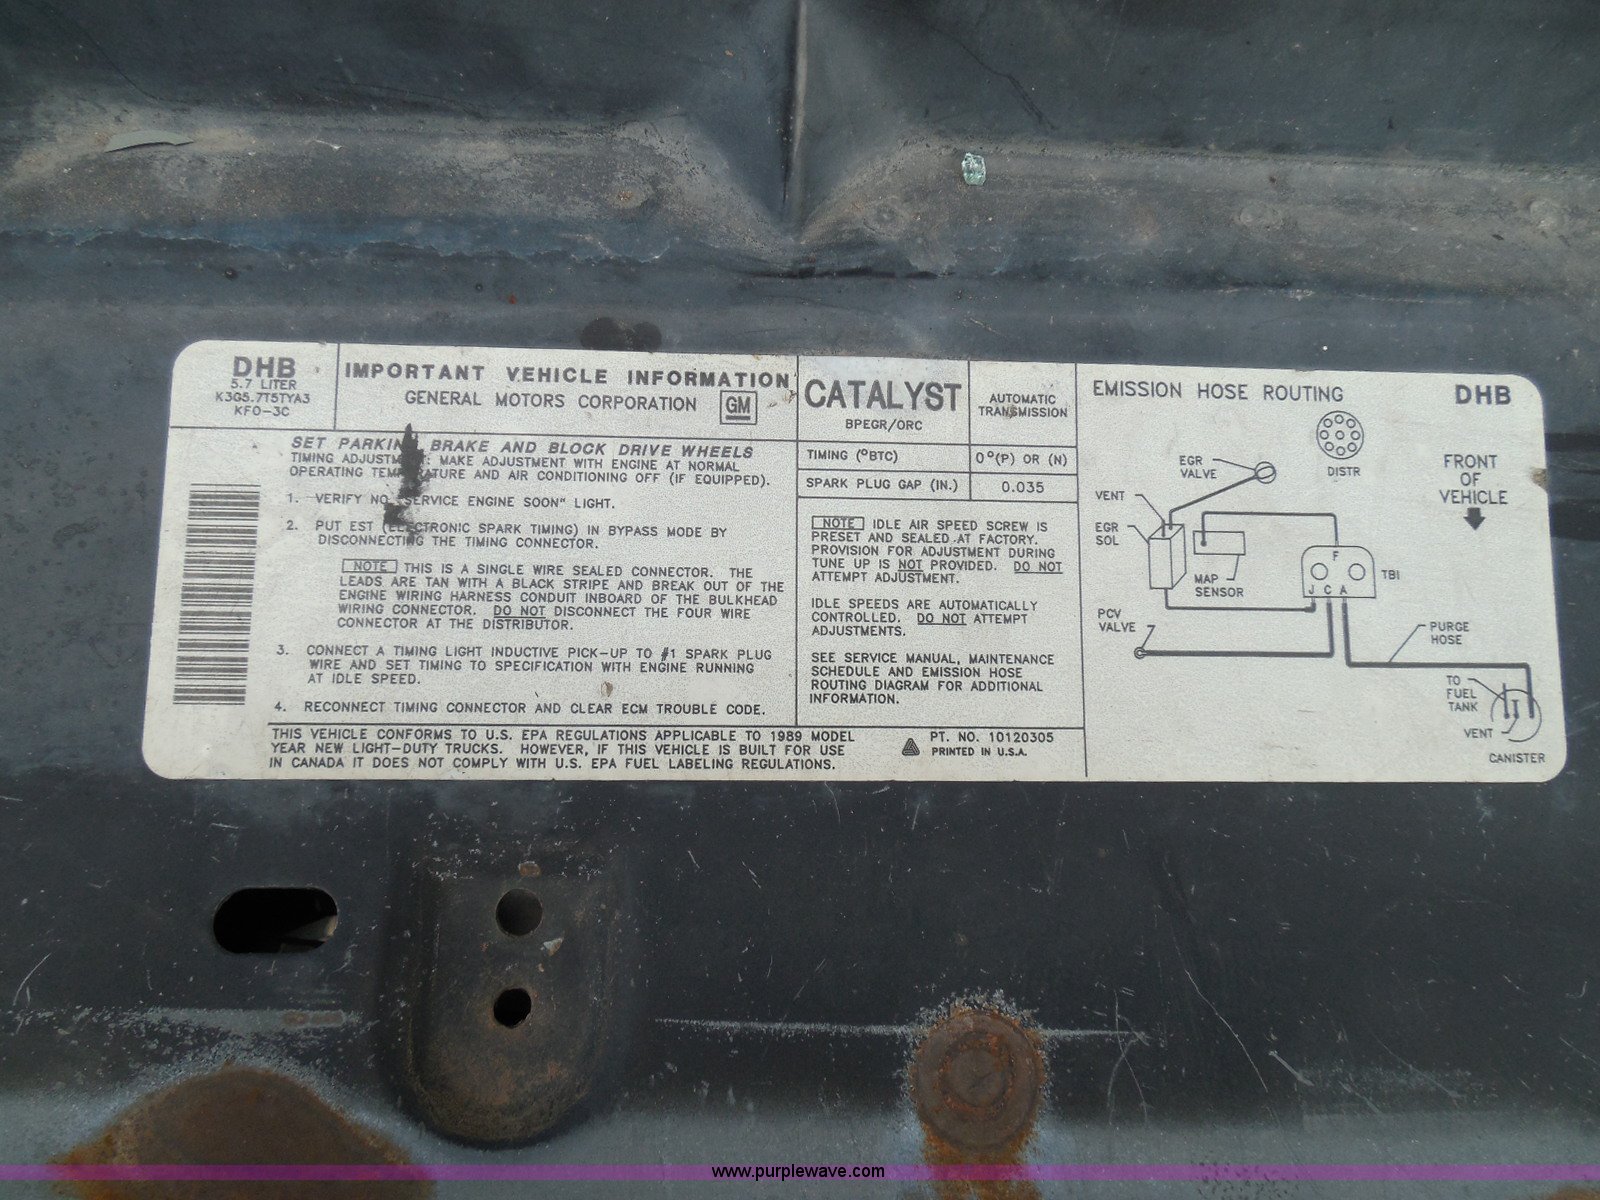 DHB
5.7 LITER
K3G5.7T5TYA3
KFO-3C
IMPORTANT VEHICLE INFORMATION
GENERAL MOTORS CORPORATION GM
SET PARKING BRAKE AND BLOCK DRIVE WHEELS
TIMING ADJUSTM : MAKE ADJUSTMENT WITH ENGINE AT NORMAL
OPERATING TEMPERATURE AND AIR CONDITIONING OFF (IF EQUIPPED).
1. VERIFY NO "SERVICE ENGINE SOON" LIGHT.
2. PUT EST (ELECTRONIC SPARK TIMING) IN BYPASS MODE BY
DISCONNECTING THE TIMING CONNECTOR.
NOTE THIS IS A SINGLE WIRE SEALED CONNECTOR. THE
LEADS ARE TAN WITH A BLACK STRIPE AND BREAK OUT OF THE
ENGINE WIRING HARNESS CONDUIT INBOARD OF THE BULKHEAD
WIRING CONNECTOR. DO NOT DISCONNECT THE FOUR WIRE
CONNECTOR AT THE DISTRIBUTOR.
3. CONNECT A TIMING LIGHT INDUCTIVE PICK-UP TO #1 SPARK PLUG
WIRE AND SET TIMING TO SPECIFICATION WITH ENGINE RUNNING
AT IDLE SPEED.
4. RECONNECT TIMING CONNECTOR AND CLEAR ECM TROUBLE CODE.
THIS VEHICLE CONFORMS TO U.S. EPA REGULATIONS APPLICABLE TO 1989 MODEL
YEAR NEW LIGHT-DUTY TRUCKS. HOWEVER, IF THIS VEHICLE IS BUILT FOR USE
IN CANADA IT DOES NOT COMPLY WITH U.S. EPA FUEL LABELING REGULATIONS.
PT. NO. 10120305
PRINTED IN U.S.A.
CATALYST
BPEGR/ORC
AUTOMATIC
TRANSMISSION
TIMING (°BTC) 0°(P) OR (N)
SPARK PLUG GAP (IN.) 0.035
NOTE IDLE AIR SPEED SCREW IS
PRESET AND SEALED AT FACTORY.
PROVISION FOR ADJUSTMENT DURING
TUNE UP IS NOT PROVIDED. DO NOT
ATTEMPT ADJUSTMENT.
IDLE SPEEDS ARE AUTOMATICALLY
CONTROLLED. DO NOT ATTEMPT
ADJUSTMENTS.
SEE SERVICE MANUAL, MAINTENANCE
SCHEDULE AND EMISSION HOSE
ROUTING DIAGRAM FOR ADDITIONAL
INFORMATION.
EMISSION HOSE ROUTING
DHB
DISTR
FRONT
OF
VEHICLE
EGR
VALVE
VENT
EGR
SOL
MAP
SENSOR
F
J C A
TBI
PCV
VALVE
PURGE
HOSE
TO
FUEL
TANK
VENT
CANISTER
www.purplewave.com